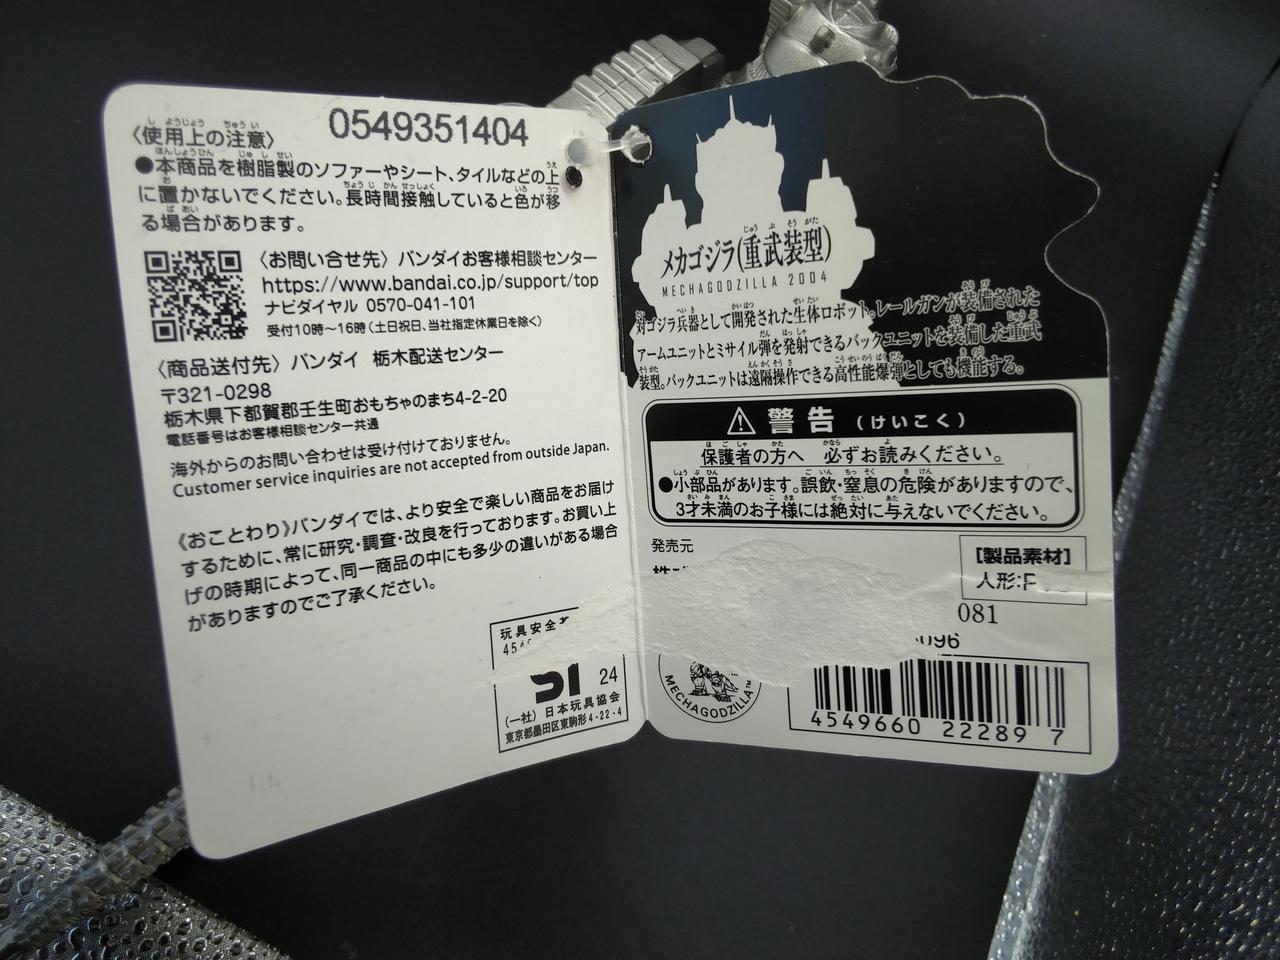 0549351404
〈使用上の注意〉
●本商品を樹脂製のソファーやシート、タイルなどの上
に置かないでください。長時間接触していると色が移
る場合があります。
〈お問い合せ先〉バンダイお客様相談センター
https://www.bandai.co.jp/support/top
ナビダイヤル 0570-041-101
受付10時～16時(土日祝日、当社指定休業日を除く)
〈商品送付先〉バンダイ 栃木配送センター
〒321-0298
栃木県下都賀郡壬生町おもちゃのまち4-2-20
電話番号はお客様相談センター共通
海外からのお問い合わせは受け付けておりません。
Customer service inquiries are not accepted from outside Japan.
《おことわり》バンダイでは、より安全で楽しい商品をお届け
するために、常に研究・調査・改良を行っております。お買い上
げの時期によって、同一商品の中にも多少の違いがある場合
がありますのでご了承ください。
玩具安全
24
(一社)日本玩具協会
東京都墨田区東駒形4-22-4
メカゴジラ(重武装型)
MECHAGODZILLA 2004
対ゴジラ兵器として開発された生体ロボット。レールガンが装備された
アームユニットとミサイル弾を発射できるバックユニットを装備した重武
装型。バックユニットは遠隔操作できる高性能爆弾としても機能する。
警告(けいこく)
保護者の方へ 必ずお読みください。
●小部品があります。誤飲・窒息の危険がありますので、
3才未満のお子様には絶対に与えないでください。
発売元
[製品素材]
人形:
081
096
MECHAGODZILLA™
4549660 22289 7